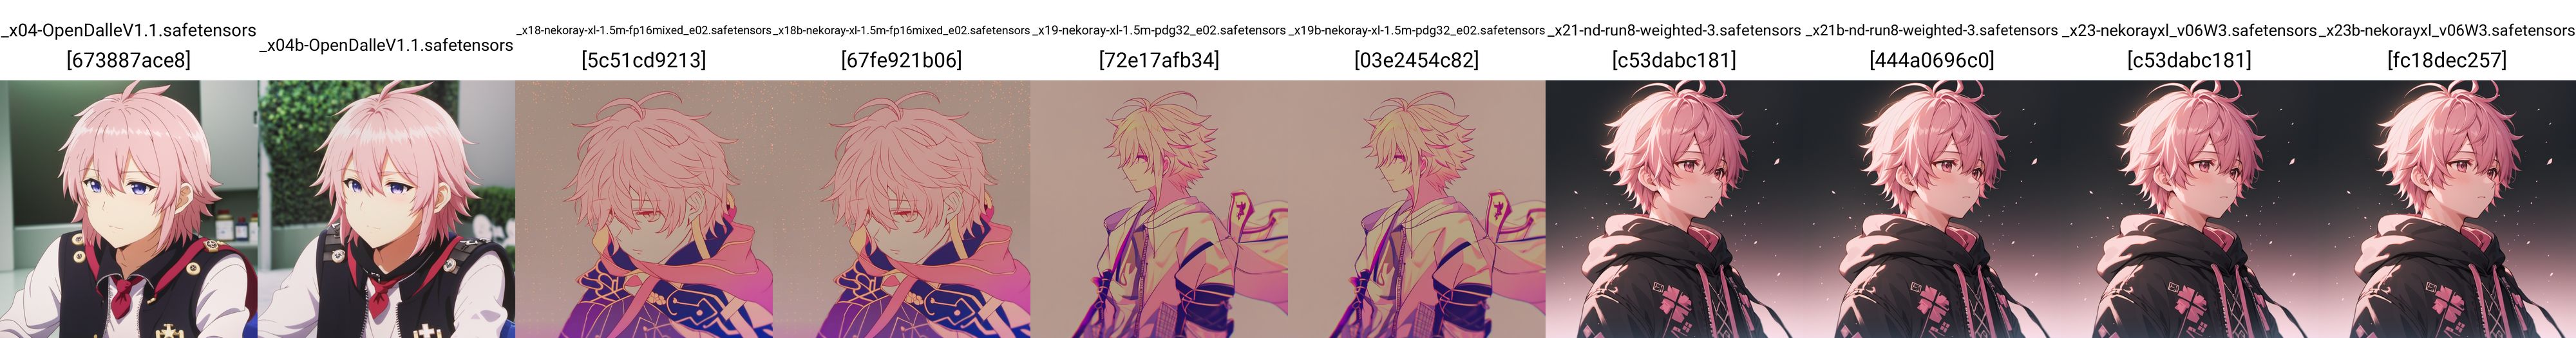 _x04-OpenDalleV1.1.safetensors
[673887ace8]
_x04b-OpenDalleV1.1.safetensors
_x18-nekoray-xl-1.5m-fp16mixed_e02.safetensors
[5c51cd9213]
_x18b-nekoray-xl-1.5m-fp16mixed_e02.safetensors
[67fe921b06]
_x19-nekoray-xl-1.5m-pdg32_e02.safetensors
[72e17afb34]
_x19b-nekoray-xl-1.5m-pdg32_e02.safetensors
[03e2454c82]
_x21-nd-run8-weighted-3.safetensors
[c53dabc181]
_x21b-nd-run8-weighted-3.safetensors
[444a0696c0]
_x23-nekorayxl_v06W3.safetensors
[c53dabc181]
_x23b-nekorayxl_v06W3.safetensors
[fc18dec257]